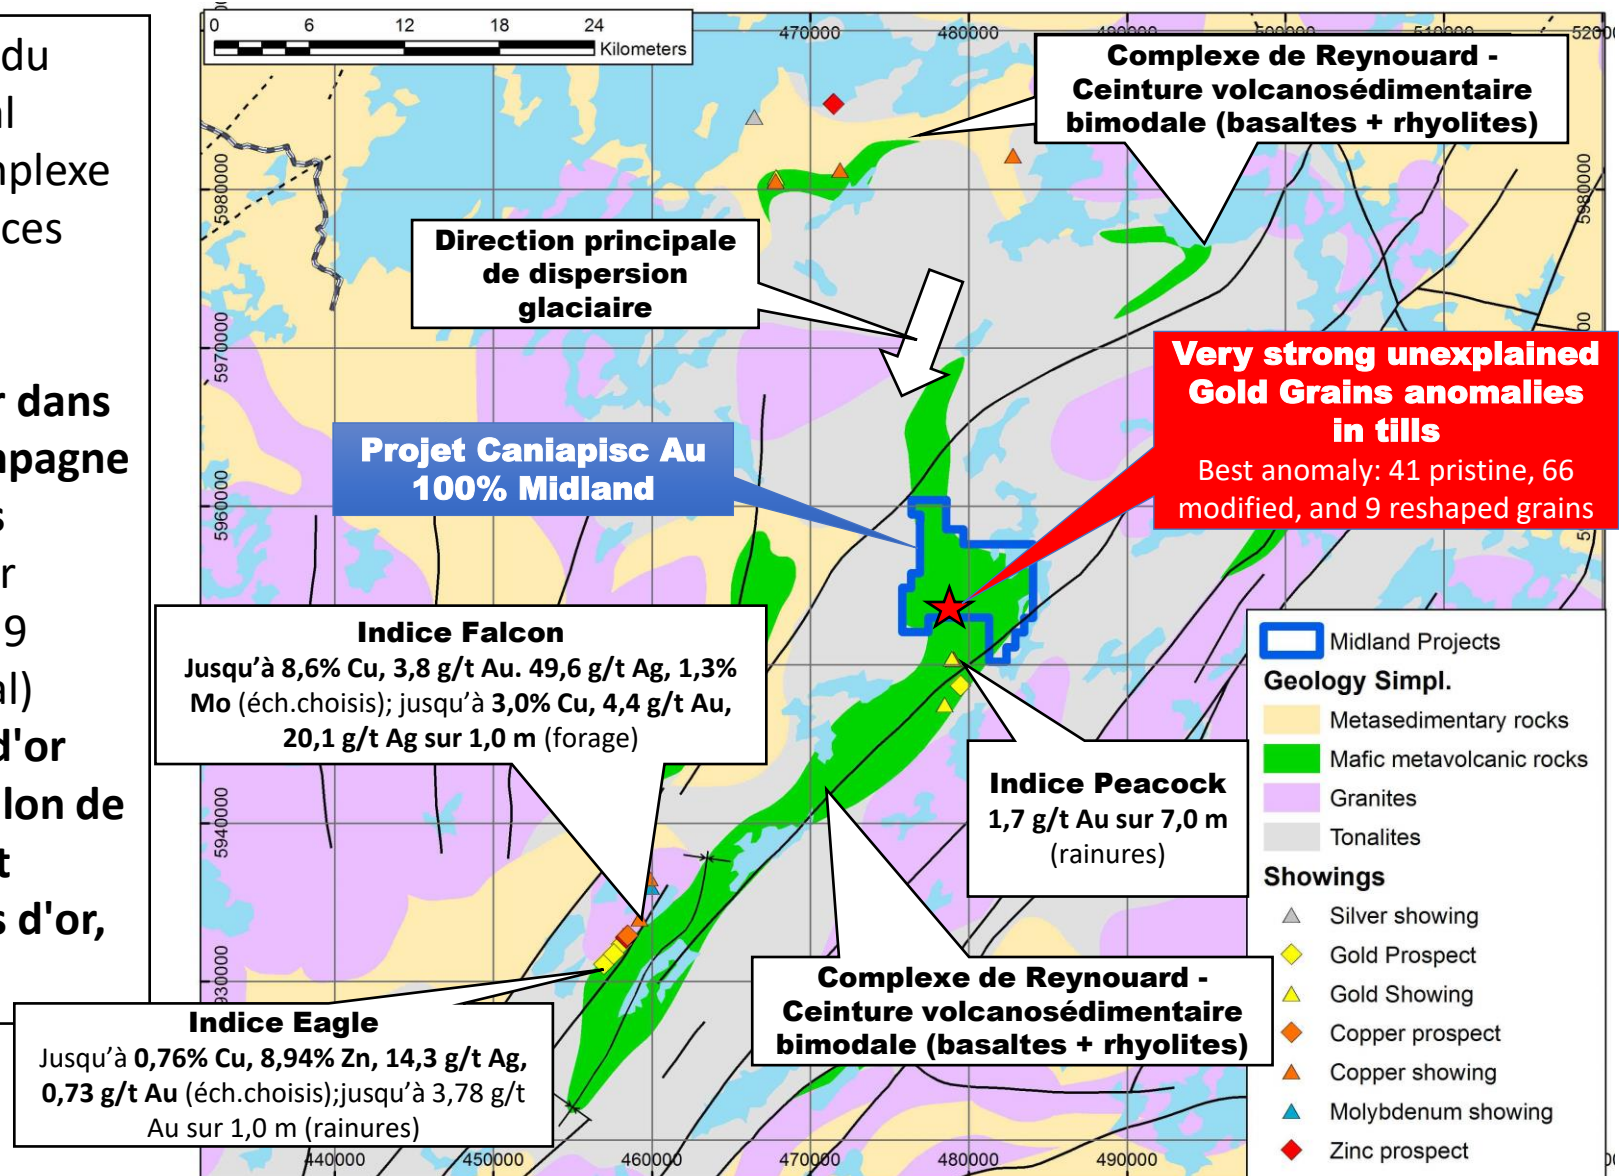 du
al
nplexe
ces
r dans
npagne
s
r
9
al)
d'or
lon de
t
s d'or,
0 6 12 18 24
Kilometers
470000 480000 490000 500000 510000
Complexe de Reynouard -
Ceinture volcanosédimentaire
bimodale (basaltes + rhyolites)
5980000
5980000
Direction principale
de dispersion
glaciaire
5970000
Very strong unexplained
Gold Grains anomalies
in tills
Best anomaly: 41 pristine, 66
modified, and 9 reshaped grains
Projet Caniapisc Au
100% Midland
5960000
Indice Falcon
Jusqu'à 8,6% Cu, 3,8 g/t Au. 49,6 g/t Ag, 1,3%
Mo (éch.choisis); jusqu'à 3,0% Cu, 4,4 g/t Au,
20,1 g/t Ag sur 1,0 m (forage)
Indice Peacock
1,7 g/t Au sur 7,0 m
(rainures)
5940000
Complexe de Reynouard -
Ceinture volcanosédimentaire
bimodale (basaltes + rhyolites)
930000
Indice Eagle
Jusqu'à 0,76% Cu, 8,94% Zn, 14,3 g/t Ag,
0,73 g/t Au (éch.choisis);jusqu'à 3,78 g/t
Au sur 1,0 m (rainures)
Midland Projects
Geology Simpl.
Metasedimentary rocks
Mafic metavolcanic rocks
Granites
Tonalites
Showings
Silver showing
Gold Prospect
Gold Showing
Copper prospect
Copper showing
Molybdenum showing
Zinc prospect
440000 450000 460000 470000 480000 490000